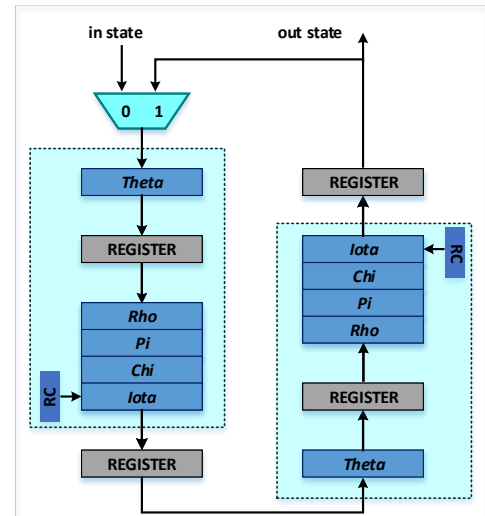 in state
out state
0 1
Theta
REGISTER
Rho
Pi
Chi
Iota
RC
REGISTER
REGISTER
Iota
RC
Chi
Pi
Rho
REGISTER
Theta